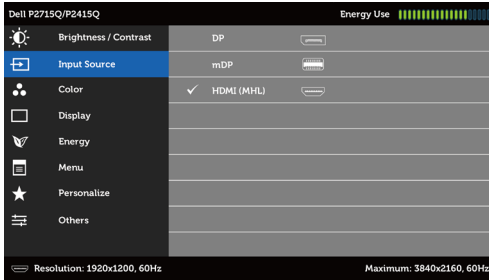 Dell P2715Q/P2415Q
Energy Use
Brightness / Contrast
DP
Input Source
mDP
Color
HDMI (MHL)
Display
Energy
Menu
Personalize
Others
Resolution: 1920x1200, 60Hz
Maximum: 3840x2160, 60Hz